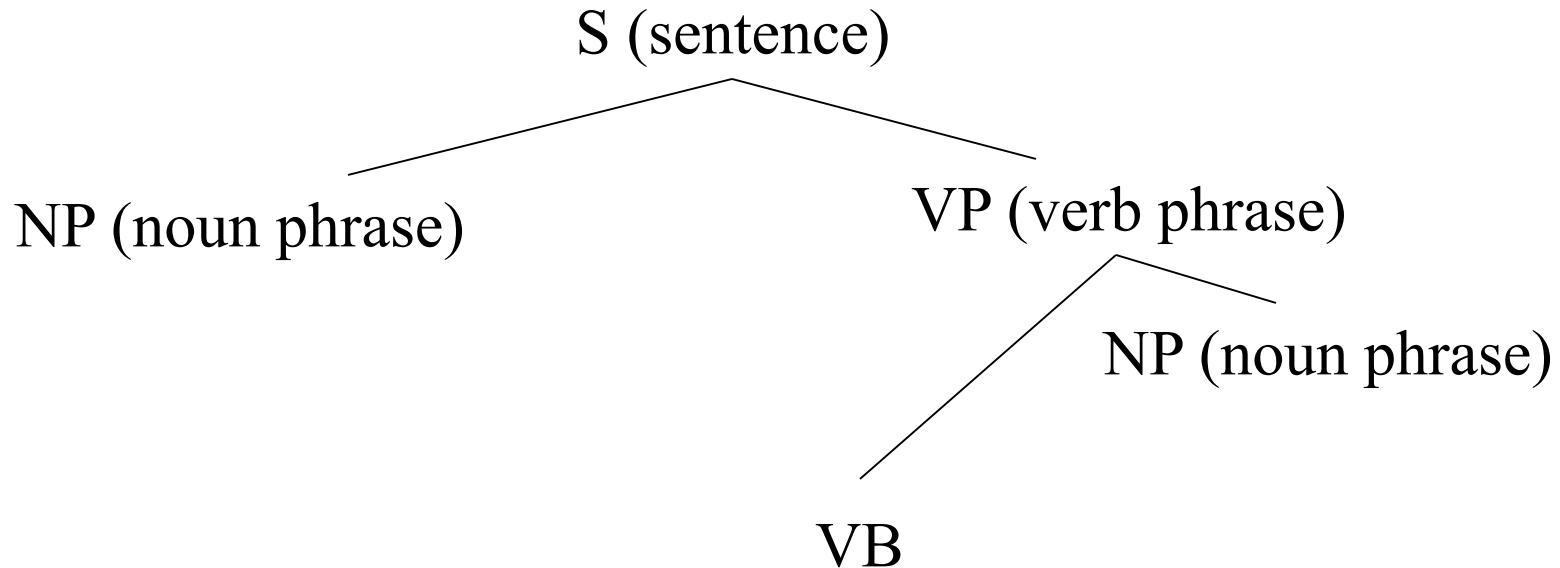 S (sentence)
NP (noun phrase)
VP (verb phrase)
NP (noun phrase)
VB